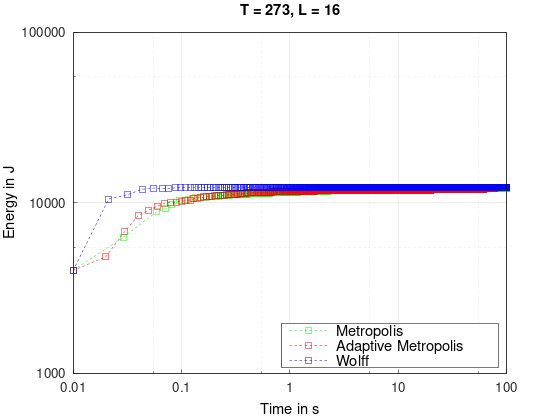 T = 273, L = 16
100000
10000
1000
Energy in J
0.01 0.1 1 10 100
Time in s
Metropolis
Adaptive Metropolis
Wolff